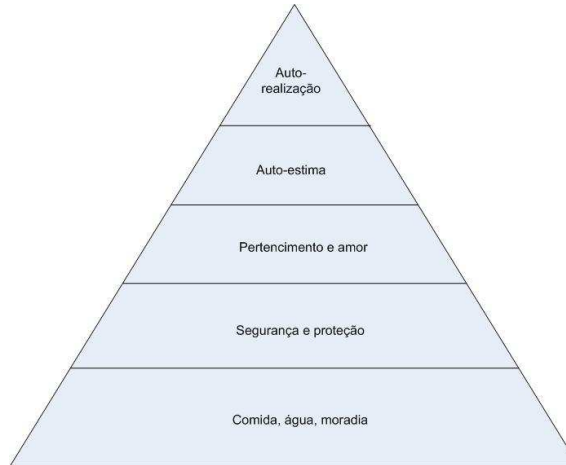 Auto-
realização
Auto-estima
Pertencimento e amor
Segurança e proteção
Comida, água, moradia